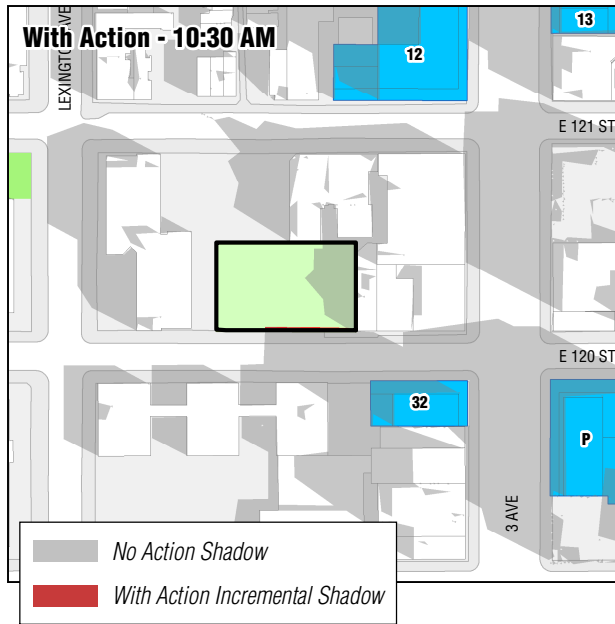 With Action - 10:30 AM
LEXINGTON AVE
12
13
E 121 ST
E 120 ST
32
P
3 AVE
No Action Shadow
With Action Incremental Shadow